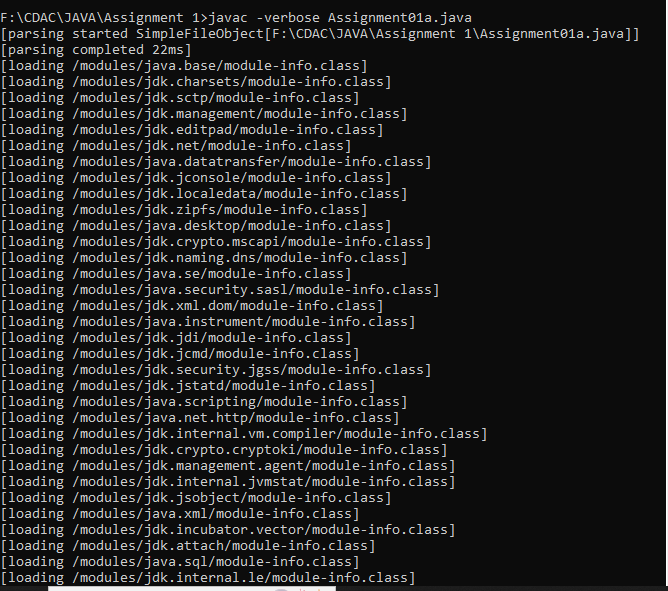 F:\CDAC\JAVA\Assignment 1>javac -verbose Assignment01a.java
[parsing started SimpleFileObject[F:\CDAC\JAVA\Assignment 1\Assignment01a.java]]
[parsing completed 22ms]
[loading /modules/java.base/module-info.class]
[loading /modules/jdk.charsets/module-info.class]
[loading /modules/jdk.sctp/module-info.class]
[loading /modules/jdk.management/module-info.class]
[loading /modules/jdk.editpad/module-info.class]
[loading /modules/jdk.net/module-info.class]
[loading /modules/java.datatransfer/module-info.class]
[loading /modules/jdk.jconsole/module-info.class]
[loading /modules/jdk.localedata/module-info.class]
[loading /modules/jdk.zipfs/module-info.class]
[loading /modules/java.desktop/module-info.class]
[loading /modules/jdk.crypto.mscapi/module-info.class]
[loading /modules/jdk.naming.dns/module-info.class]
[loading /modules/java.se/module-info.class]
[loading /modules/java.security.sasl/module-info.class]
[loading /modules/jdk.xml.dom/module-info.class]
[loading /modules/java.instrument/module-info.class]
[loading /modules/jdk.jdi/module-info.class]
[loading /modules/jdk.jcmd/module-info.class]
[loading /modules/jdk.security.jgss/module-info.class]
[loading /modules/jdk.jstatd/module-info.class]
[loading /modules/java.scripting/module-info.class]
[loading /modules/java.net.http/module-info.class]
[loading /modules/jdk.internal.vm.compiler/module-info.class]
[loading /modules/jdk.crypto.cryptoki/module-info.class]
[loading /modules/jdk.management.agent/module-info.class]
[loading /modules/jdk.internal.jvmstat/module-info.class]
[loading /modules/jdk.jsobject/module-info.class]
[loading /modules/java.xml/module-info.class]
[loading /modules/jdk.incubator.vector/module-info.class]
[loading /modules/jdk.attach/module-info.class]
[loading /modules/java.sql/module-info.class]
[loading /modules/jdk.internal.le/module-info.class]